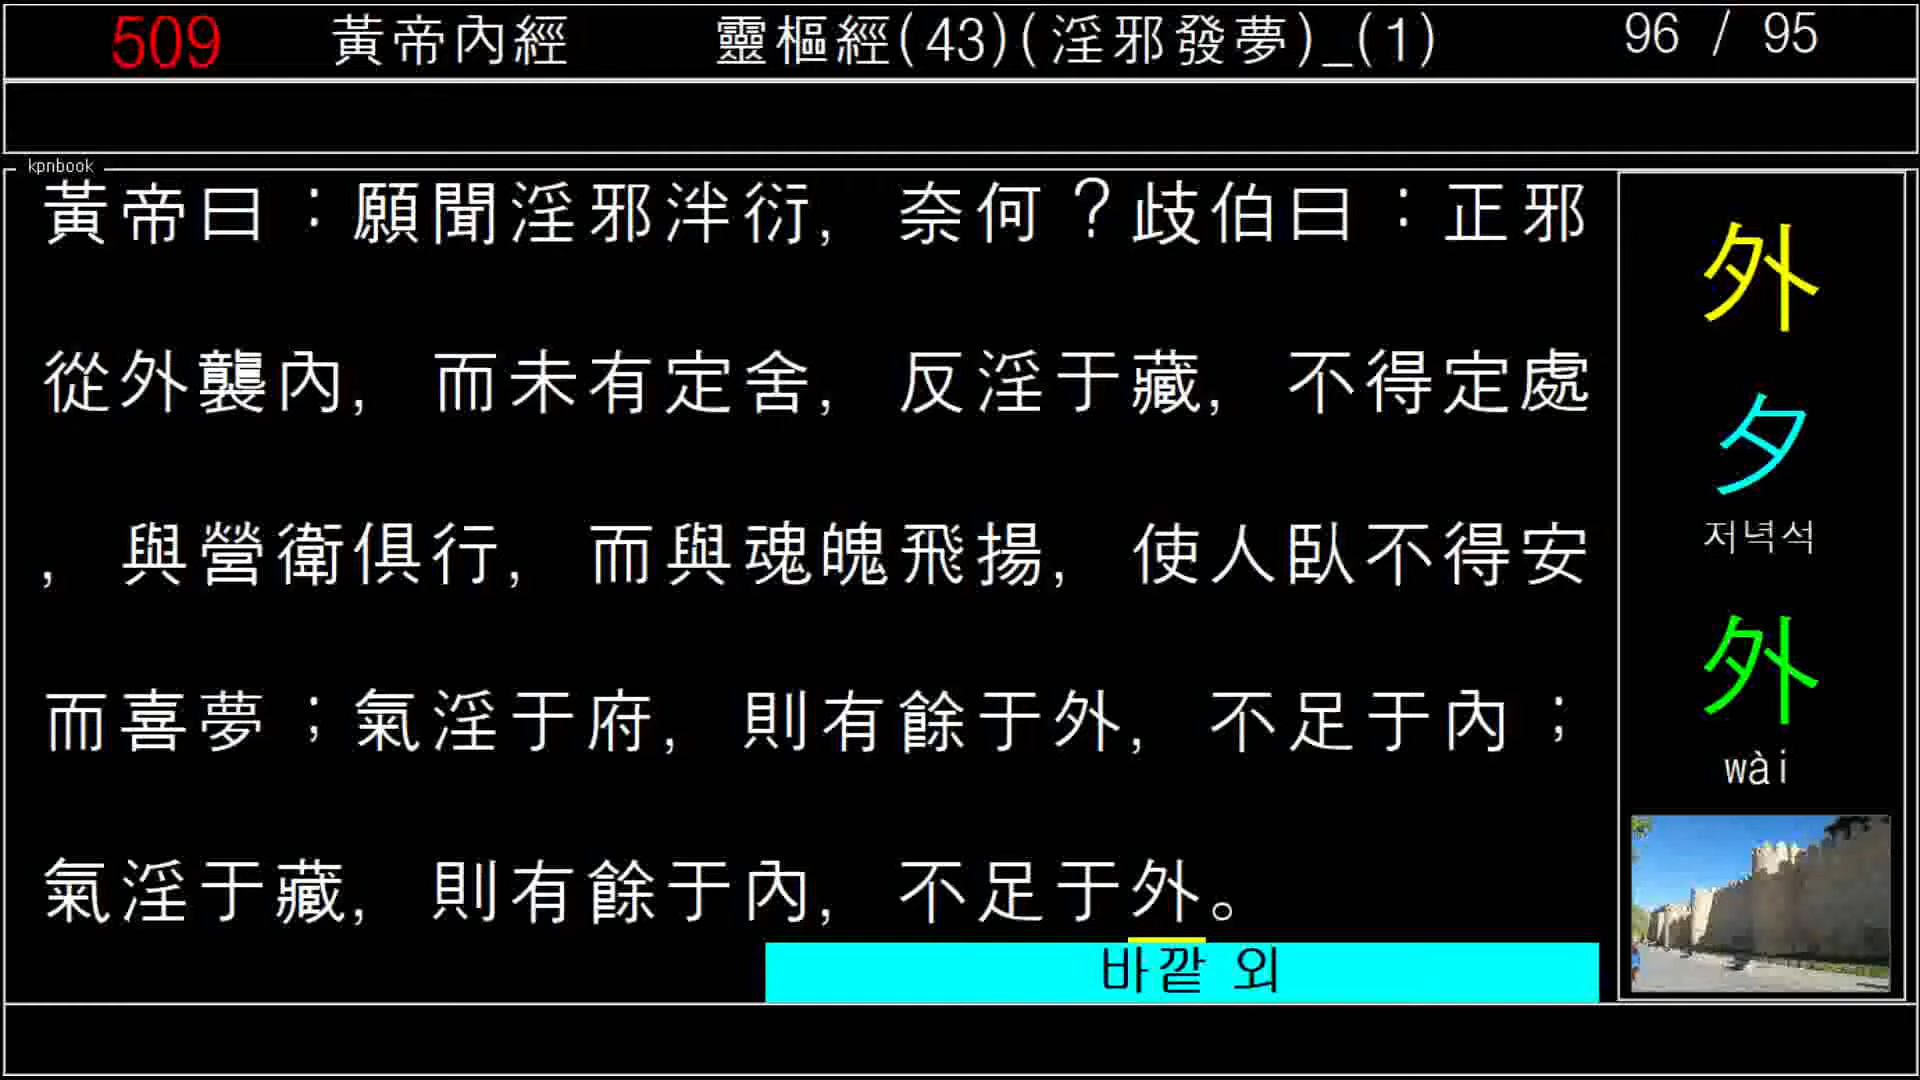 509 黃帝內經 靈樞經(43)(淫邪發夢)_(1) 96 / 95
kpnbook
黃帝曰：願聞淫邪泮衍, 奈何？歧伯曰：正邪
從外襲內, 而未有定舍, 反淫于藏, 不得定處
, 與營衛俱行, 而與魂魄飛揚, 使人臥不得安
而喜夢；氣淫于府, 則有餘于外, 不足于內；
氣淫于藏, 則有餘于內, 不足于外。
바깥 외
外
夕
저녁석
外
wài